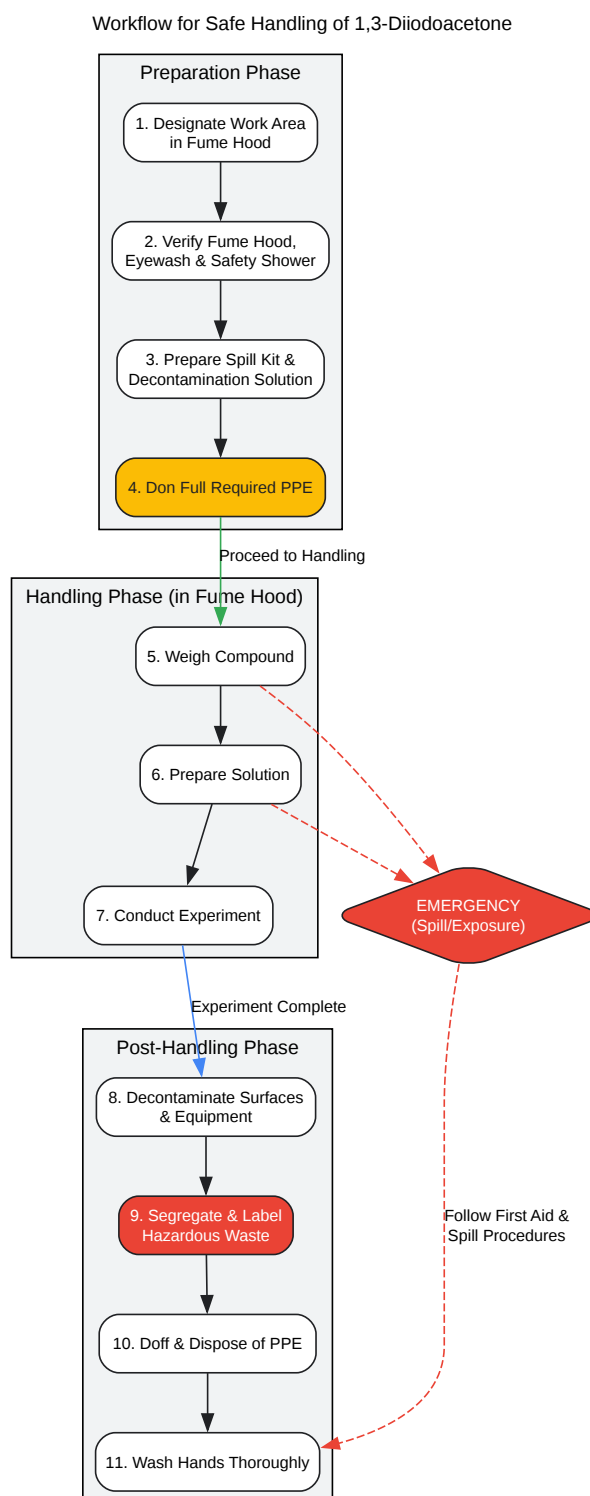 Workflow for Safe Handling of 1,3-Diiodoacetone
Preparation Phase
1. Designate Work Area
in Fume Hood
2. Verify Fume Hood,
Eyewash & Safety Shower
3. Prepare Spill Kit &
Decontamination Solution
4. Don Full Required PPE
Proceed to Handling
Handling Phase (in Fume Hood)
5. Weigh Compound
6. Prepare Solution
7. Conduct Experiment
EMERGENCY
(Spill/Exposure)
Experiment Complete
Post-Handling Phase
8. Decontaminate Surfaces
& Equipment
9. Segregate & Label
Hazardous Waste
Follow First Aid &
Spill Procedures
10. Doff & Dispose of PPE
11. Wash Hands Thoroughly